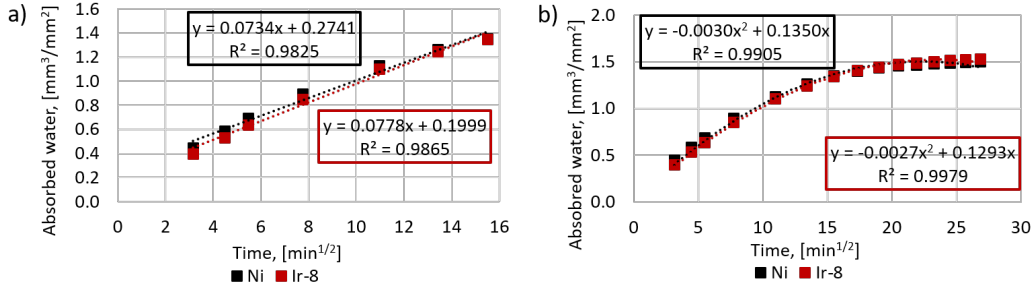 a)
Absorbed water, [mm³/mm²]
1.6
1.4
1.2
1.0
0.8
0.6
0.4
0.2
0.0
y = 0.0734x + 0.2741
R² = 0.9825
y = 0.0778x + 0.1999
R² = 0.9865
0 2 4 6 8 10 12 14 16
Time, [min¹/²]
Ni Ir-8
b)
Absobred water, [mm³/mm²]
2.0
1.5
1.0
0.5
0.0
y = -0.0030x² + 0.1350x
R² = 0.9905
y = -0.0027x² + 0.1293x
R² = 0.9979
0 5 10 15 20 25 30
Time, [min¹/²]
Ni Ir-8